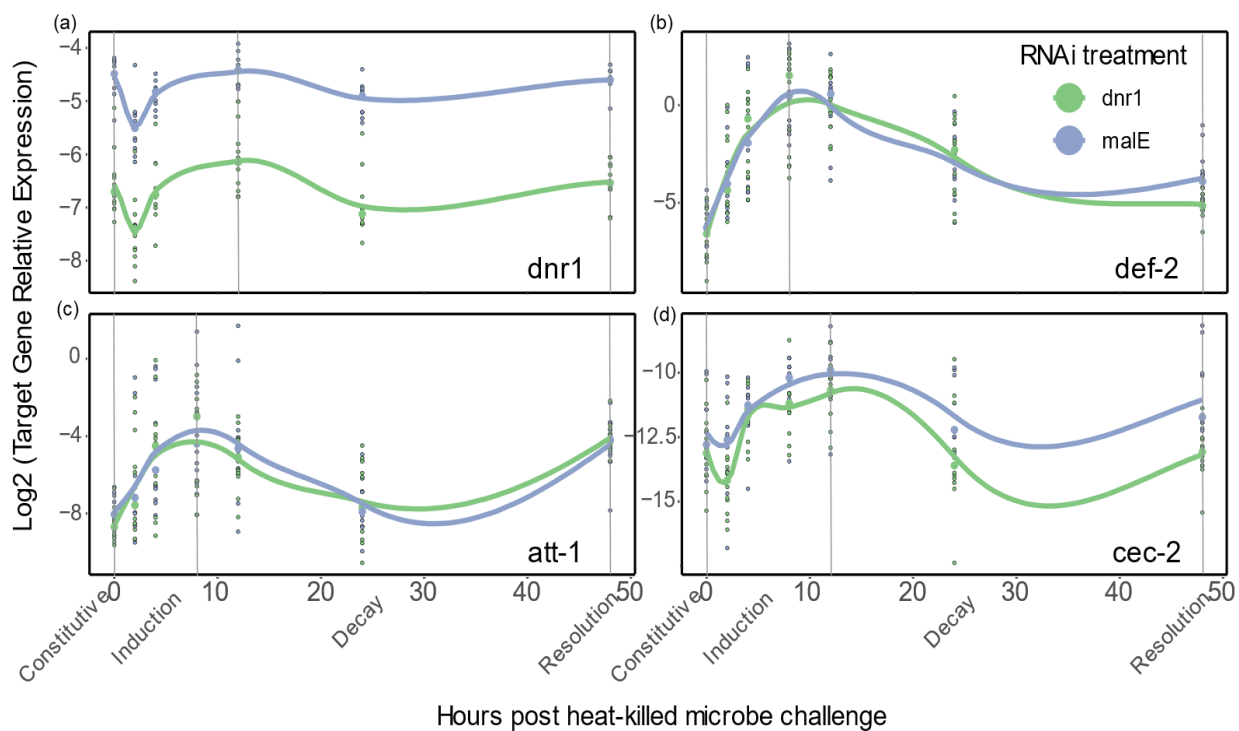 (a)
(b)
−4
−5
−6
−7
−8
dnr1
0
−5
RNAi treatment
dnr1
malE
def-2
(c)
(d)
0
−4
−8
att-1
−10
−12.5
−15
cec-2
0 10 20 30 40 50
0 10 20 30 40 50
Constitutive Induction Decay Resolution
Constitutive Induction Decay Resolution
Hours post heat-killed microbe challenge
Log2 (Target Gene Relative Expression)